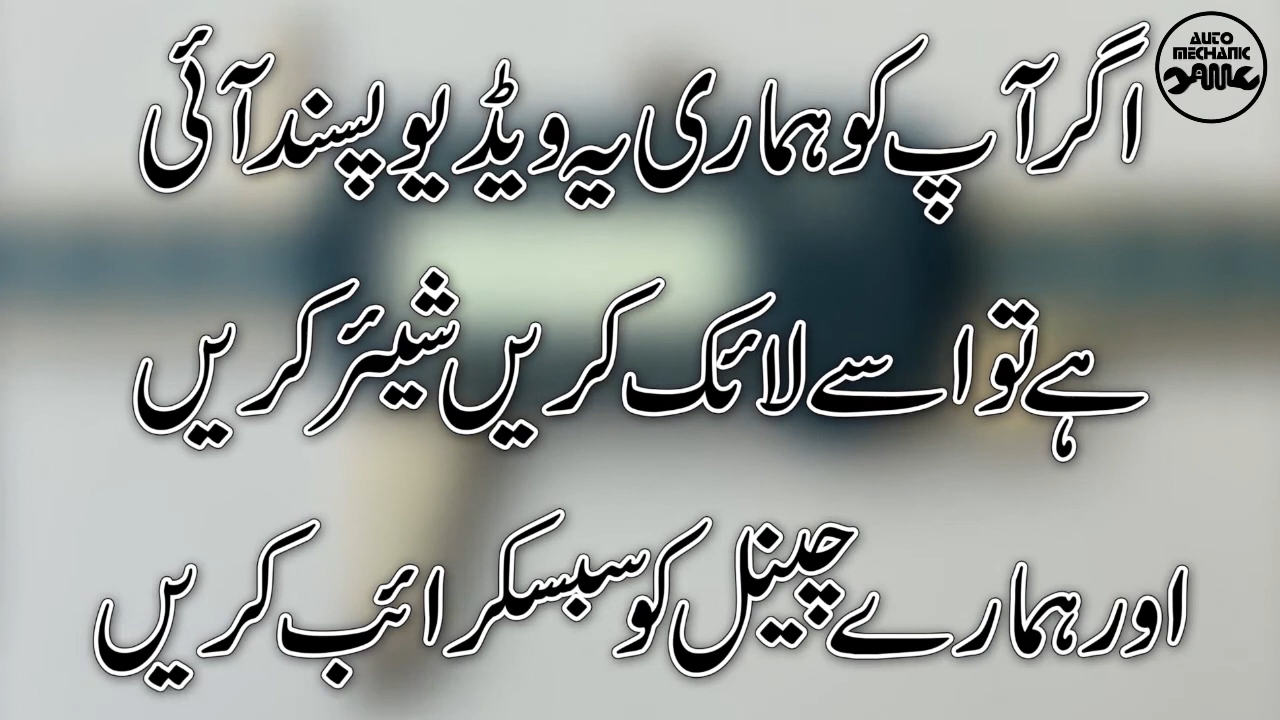 AUTO
MECHANIC
اگر آپ کو ہماری یہ ویڈیو پسند آئی
ہے تو اسے لائک کریں شیئر کریں
اور ہمارے چینل کو سبسکرائب کریں